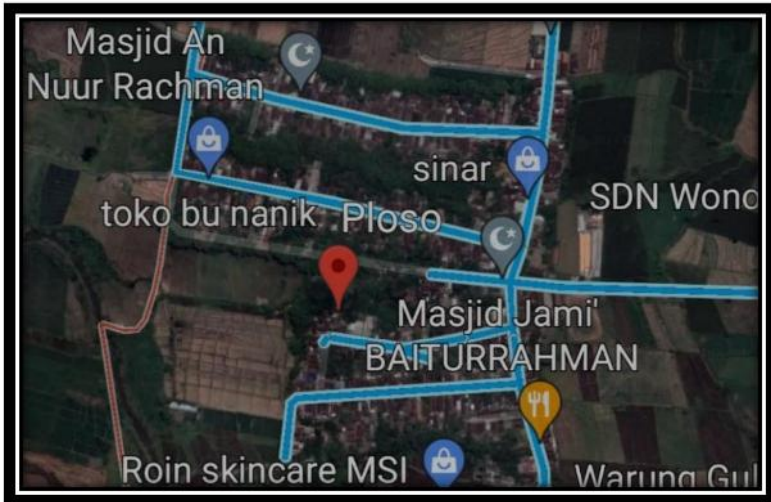 Masjid An
Nuur Rachman
sinar
SDN Wono
toko bu nanik
Ploso
Masjid Jami'
BAITURRAHMAN
Roin skincare MSI
Warung Gul